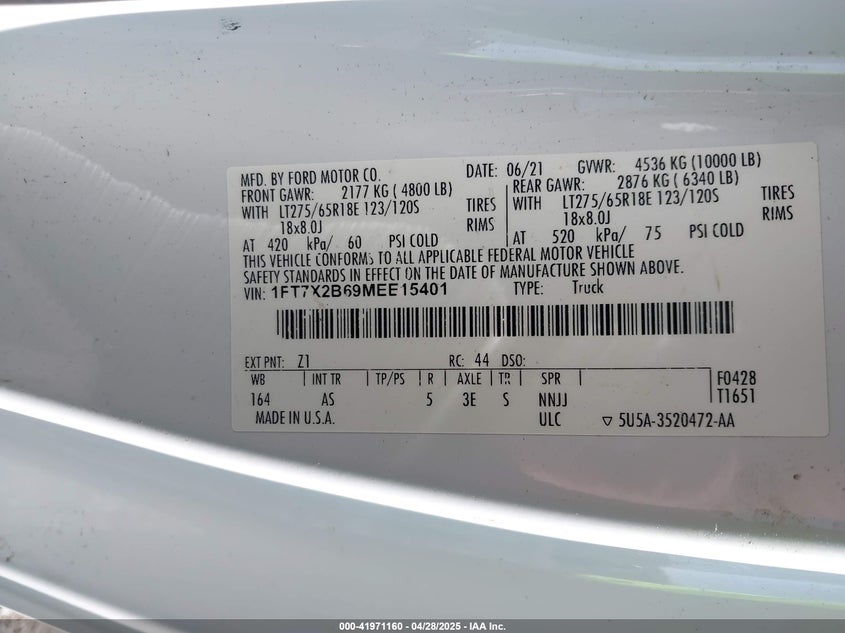 MFD. BY FORD MOTOR CO. DATE: 06/21 GVWR: 4536 KG (10000 LB)
FRONT GAWR: 2177 KG ( 4800 LB) REAR GAWR: 2876 KG ( 6340 LB)
WITH LT275/65R18E 123/120S TIRES WITH LT275/65R18E 123/120S TIRES
18x8.0J RIMS 18x8.0J RIMS
AT 420 kPa/ 60 PSI COLD AT 520 kPa/ 75 PSI COLD
THIS VEHICLE CONFORMS TO ALL APPLICABLE FEDERAL MOTOR VEHICLE
SAFETY STANDARDS IN EFFECT ON THE DATE OF MANUFACTURE SHOWN ABOVE.
VIN: 1FT7X2B69MEE15401 TYPE: Truck
EXT PNT: Z1 RC: 44 DSO:
WB INT TR TP/PS R AXLE TR SPR F0428
164 AS 5 3E S NNJJ T1651
MADE IN U.S.A. ULC 5U5A-3520472-AA
000-41971160 | 04/28/2025 - IAA Inc.